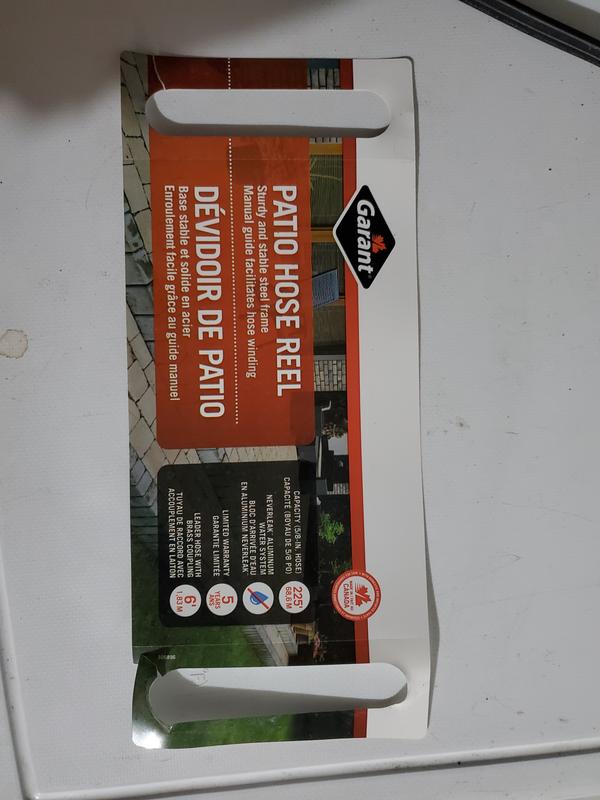 Garant
PATIO HOSE REEL
Sturdy and stable steel frame
Manual guide facilitates hose winding
DÉVIDOIR DE PATIO
Base stable et solide en acier
Enroulement facile grâce au guide manuel
CAPACITY (5/8-IN. HOSE)
CAPACITÉ (BOYAU DE 5/8 PO)
225'
68,6 M
NEVERLEAK® ALUMINUM
WATER SYSTEM
BLOC D'ARRIVER D'EAU
EN ALUMINIUM NEVERLEAK®
LIMITED WARRANTY
GARANTIE LIMITÉE
5
YEARS
ANS
LEADER HOSE WITH
BRASS COUPLING
TUYAU DE RACCORD AVEC
ACCOUPLEMENT EN LAITON
6'
1,83 M
CANADA